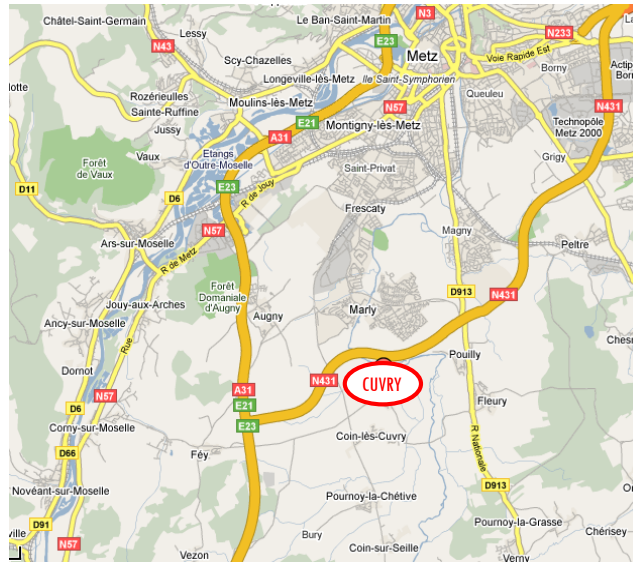 Châtel-Saint-Germain
Lessy
Le Ban-Saint-Martin
N3
N43
E23
Metz
N233
Scy-Chazelles
Voie Rapide Est
Longeville-lès-Metz
Ile Saint-Symphorien
Borny
Rozérieulles
Moulins-lès-Metz
N57
Queuleu
N431
Sainte-Ruffine
E21
Montigny-lès-Metz
Technopôle
Metz 2000
Jussy
A31
Vaux
Etangs
d'Outre-Moselle
Grigy
Forêt
de Vaux
Saint-Privat
D11
D6
E23
R de Jouy
Frescaty
N57
Magny
Ars-sur-Moselle
R de Metz
Peltre
Forêt
Domaniale
d'Augny
D913
N431
Jouy-aux-Arches
Augny
Marly
Ancy-sur-Moselle
Rue
Pouilly
Dornot
N431
CUVRY
A31
N57
E21
Fleury
D6
E23
Corny-sur-Moselle
Coin-lès-Cuvry
R Nationale
D66
Féy
Novéant-sur-Moselle
D913
Pournoy-la-Chétive
D91
Pournoy-la-Grasse
Chérisey
Bury
N57
Vezon
Coin-sur-Seille
Verny